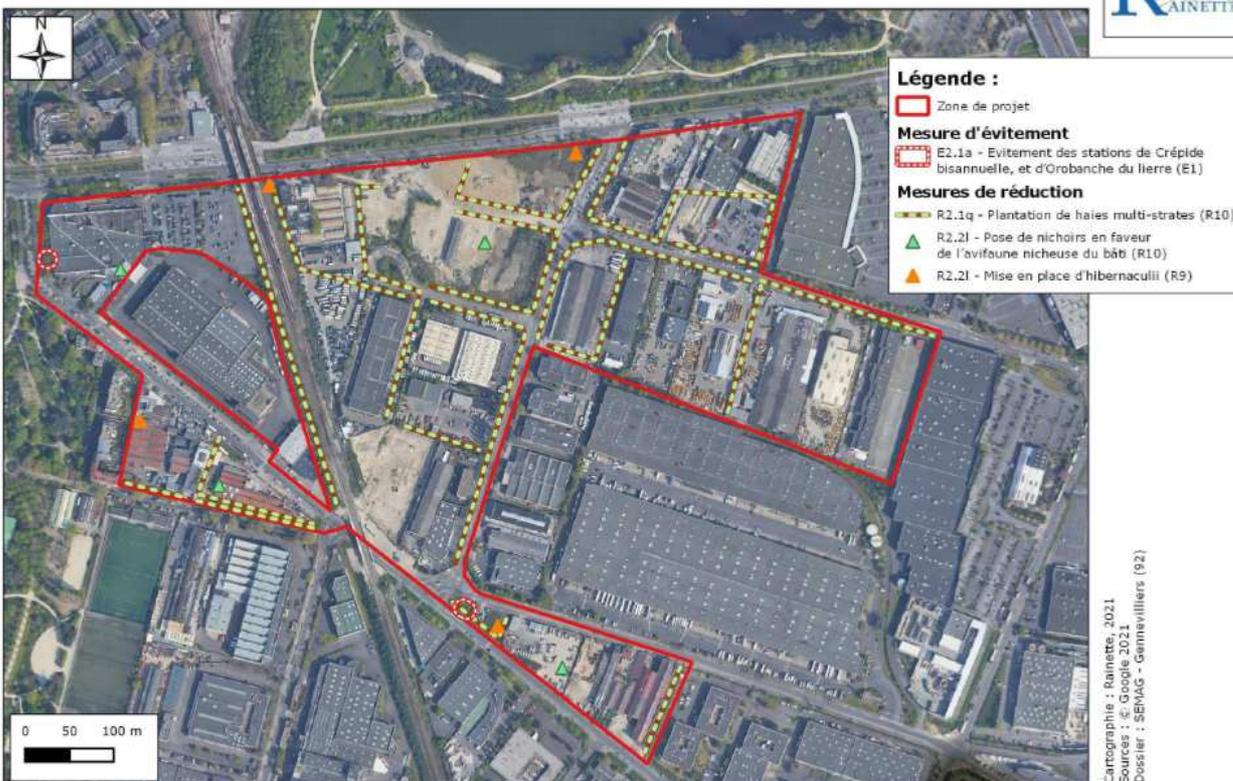 AINETTE
N
Légende :
Zone de projet
Mesure d'évitement
E2.1a - Evitement des stations de Crépide
bisannuelle, et d'Orobanche du lierre (E1)
Mesures de réduction
R2.1q - Plantation de haies multi-strates (R10)
R2.2l - Pose de nichoirs en faveur
de l'avifaune nicheuse du bâti (R10)
R2.2l - Mise en place d'hibernaculii (R9)
0 50 100 m
Cartographie : Rainette, 2021
Sources : © Google 2021
Dossier : SEMAG - Gennevilliers (92)